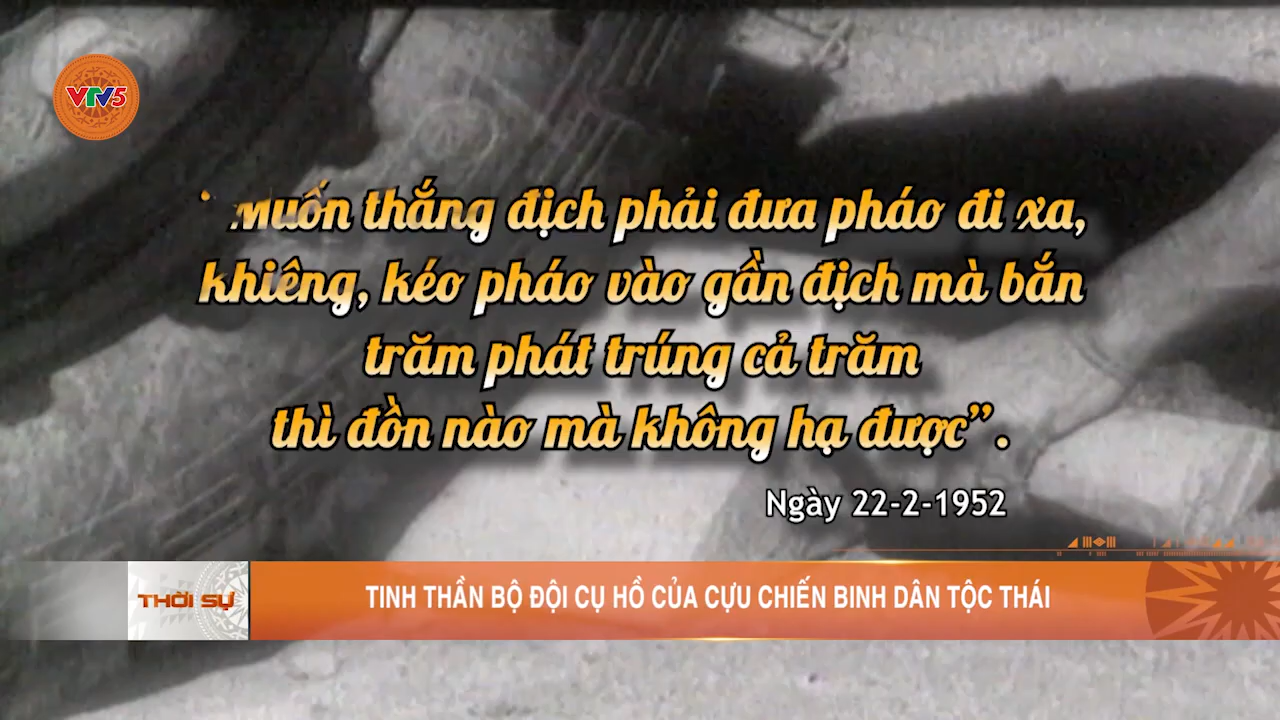 VTV5
Muốn thắng địch phải đưa pháo đi xa,
khiêng, kéo pháo vào gần địch mà bắn
trăm phát trúng cả trăm
thì đồn nào mà không hạ được”.
Ngày 22-2-1952
THỜI SỰ
TINH THẦN BỘ ĐỘI CỤ HỒ CỦA CỰU CHIẾN BINH DÂN TỘC THÁI